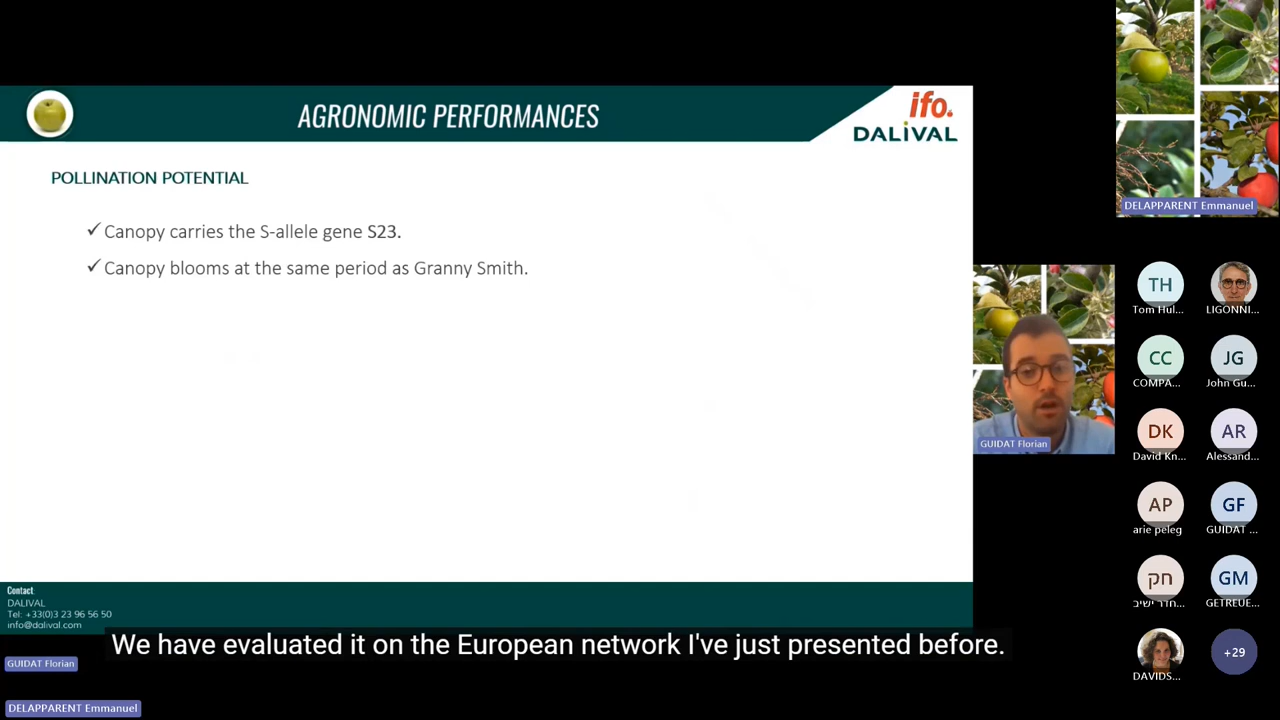 AGRONOMIC PERFORMANCES
ifo.
DALIVAL
POLLINATION POTENTIAL
✓Canopy carries the S-allele gene S23.
✓Canopy blooms at the same period as Granny Smith.
Contact
DALIVAL
Tel: +33(0)3 23 96 56 50
info@dalival.com
We have evaluated it on the European network I've just presented before.
GUIDAT Florian
DELAPPARENT Emmanuel
GUIDAT Florian
DELAPPARENT Emmanuel
TH
Tom Hul...
LIGONNI...
CC
COMPA...
JG
John Gu...
DK
David Kn...
AR
Alessand...
AP
arie peleg
GF
GUIDAT ...
חק
חדר ישיב...
GM
GETREUE...
DAVIDS...
+29